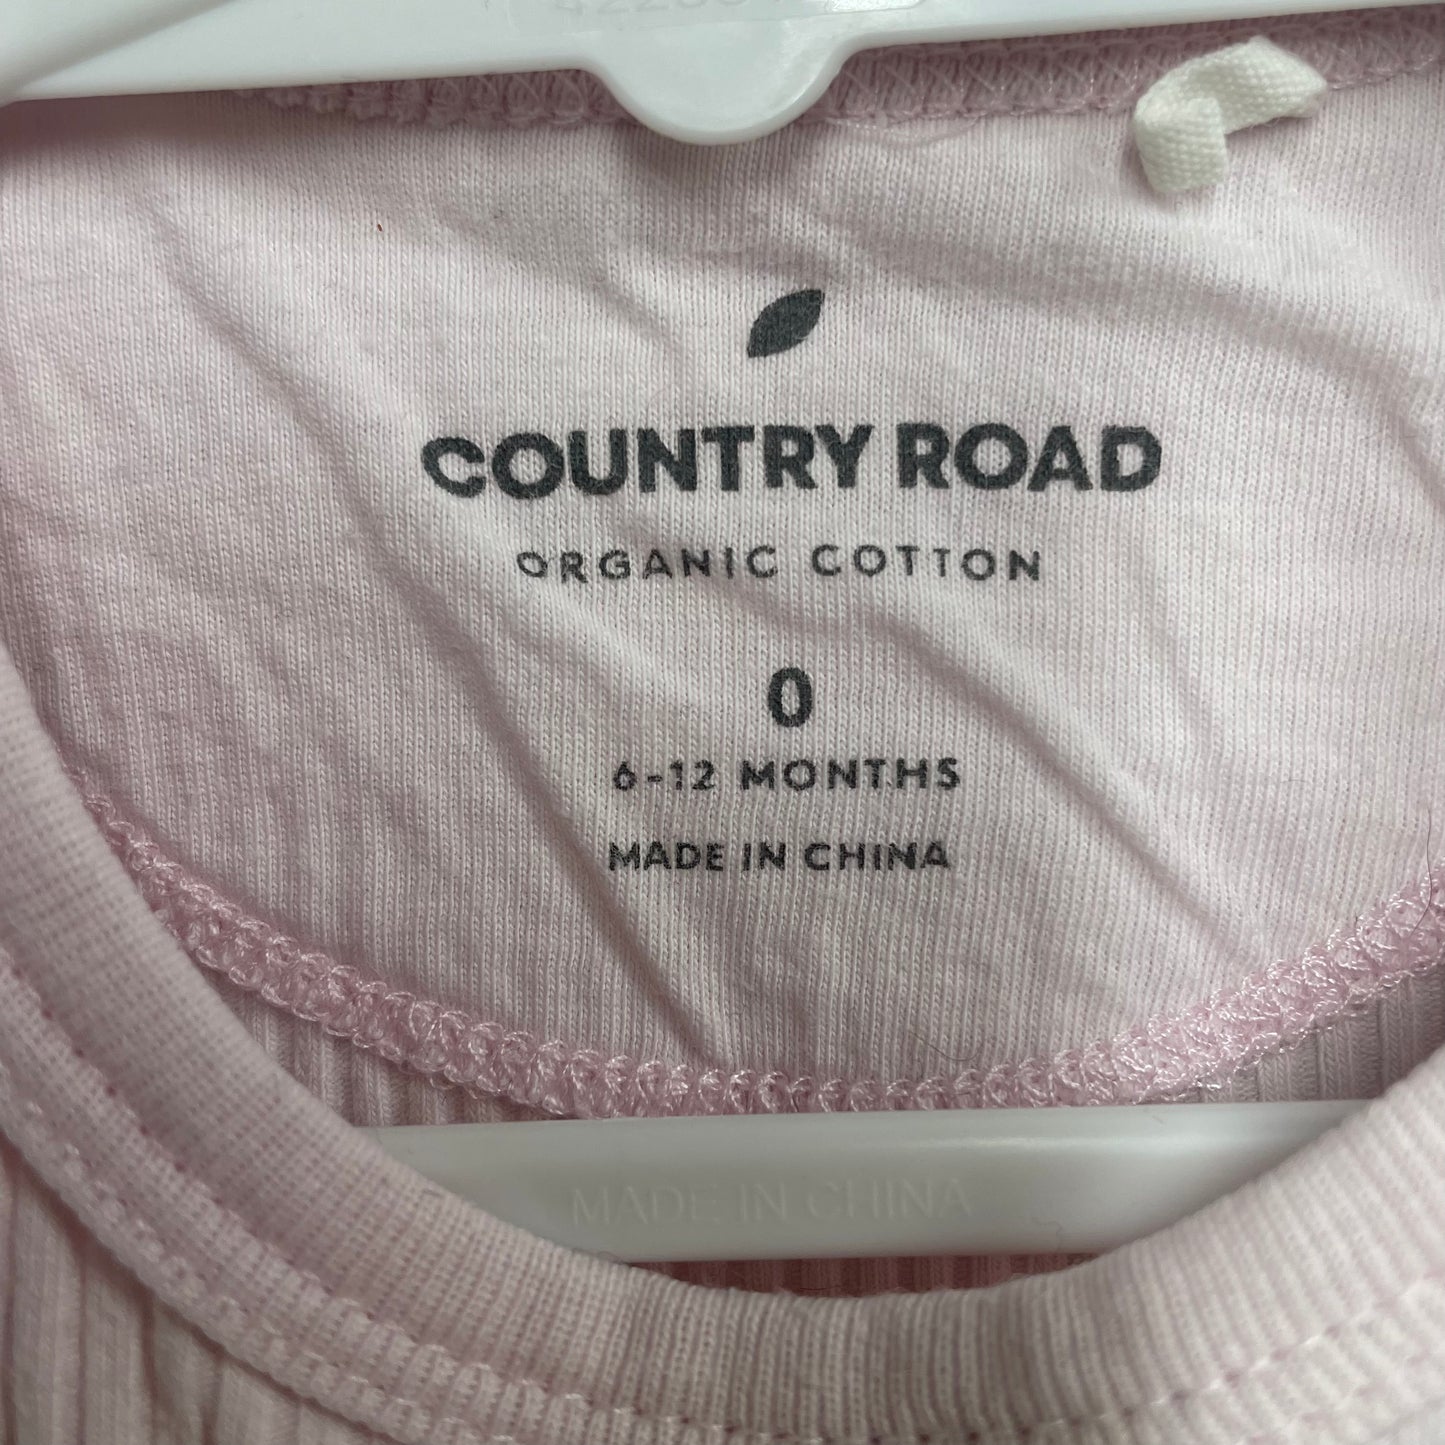 COUNTRY ROAD
ORGANIC COTTON
0
6-12 MONTHS
MADE IN CHINA
MADE IN CHINA